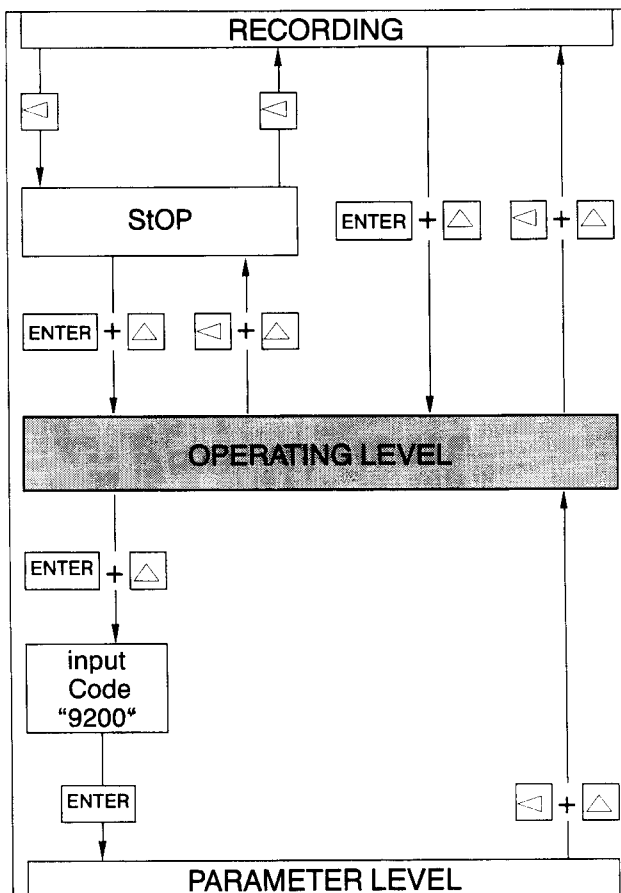 RECORDING
StOP
ENTER + + 
ENTER + +
OPERATING LEVEL
ENTER +
input
Code
"9200"
ENTER
+
PARAMETER LEVEL